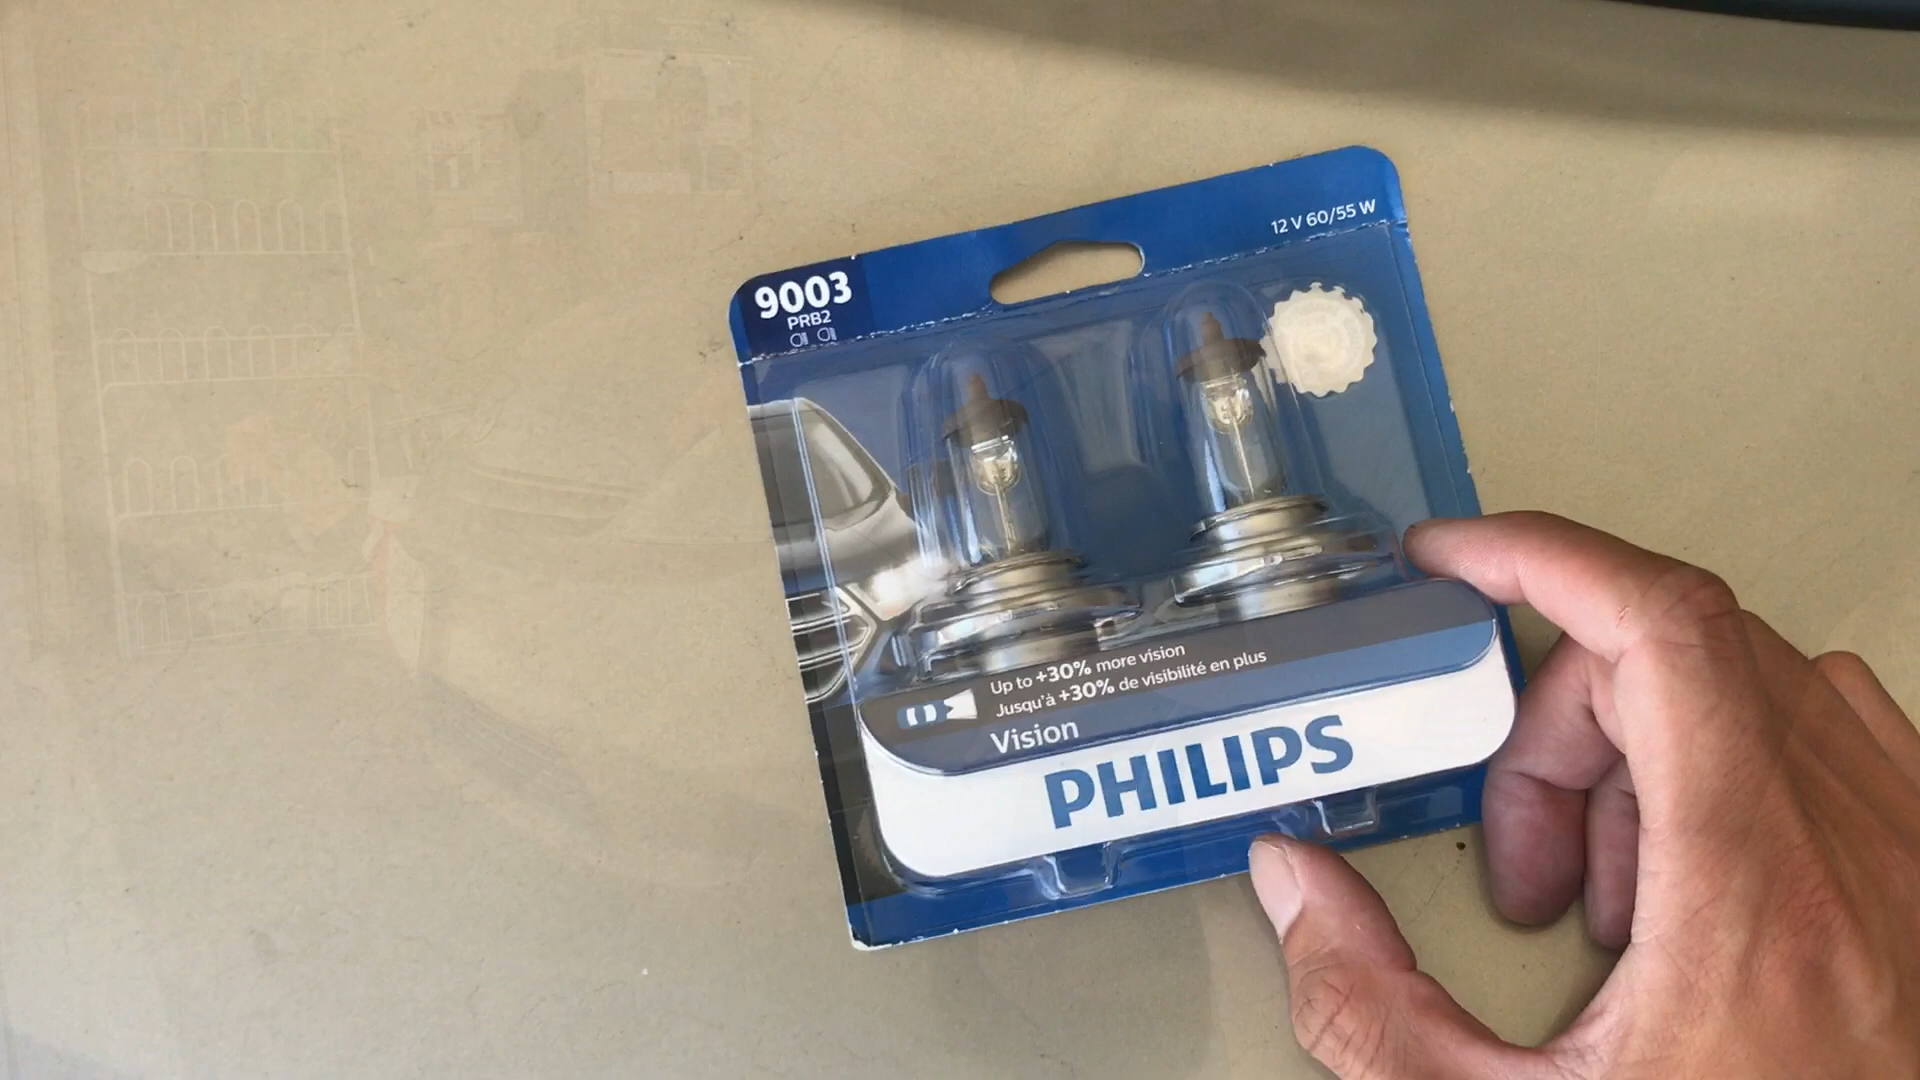 12 V 60/55 W
9003
PRB2
Up to +30% more vision
Jusqu'à +30% de visibilité en plus
Vision
PHILIPS